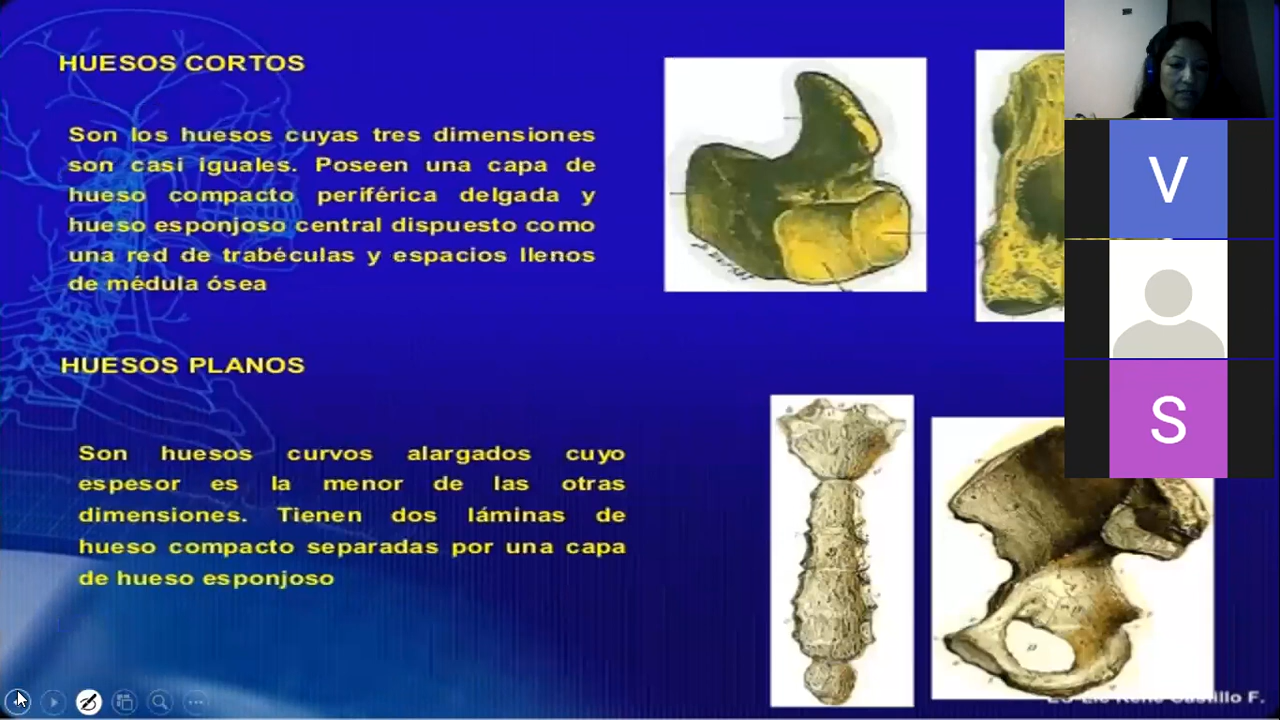 HUESOS CORTOS
Son los huesos cuyas tres dimensiones
son casi iguales. Poseen una capa de
hueso compacto periférica delgada y
hueso esponjoso central dispuesto como
una red de trabéculas y espacios llenos
de médula ósea
HUESOS PLANOS
Son huesos curvos alargados cuyo
espesor es la menor de las otras
dimensiones. Tienen dos láminas de
hueso compacto separadas por una capa
de hueso esponjoso
V
S
Castillo F.